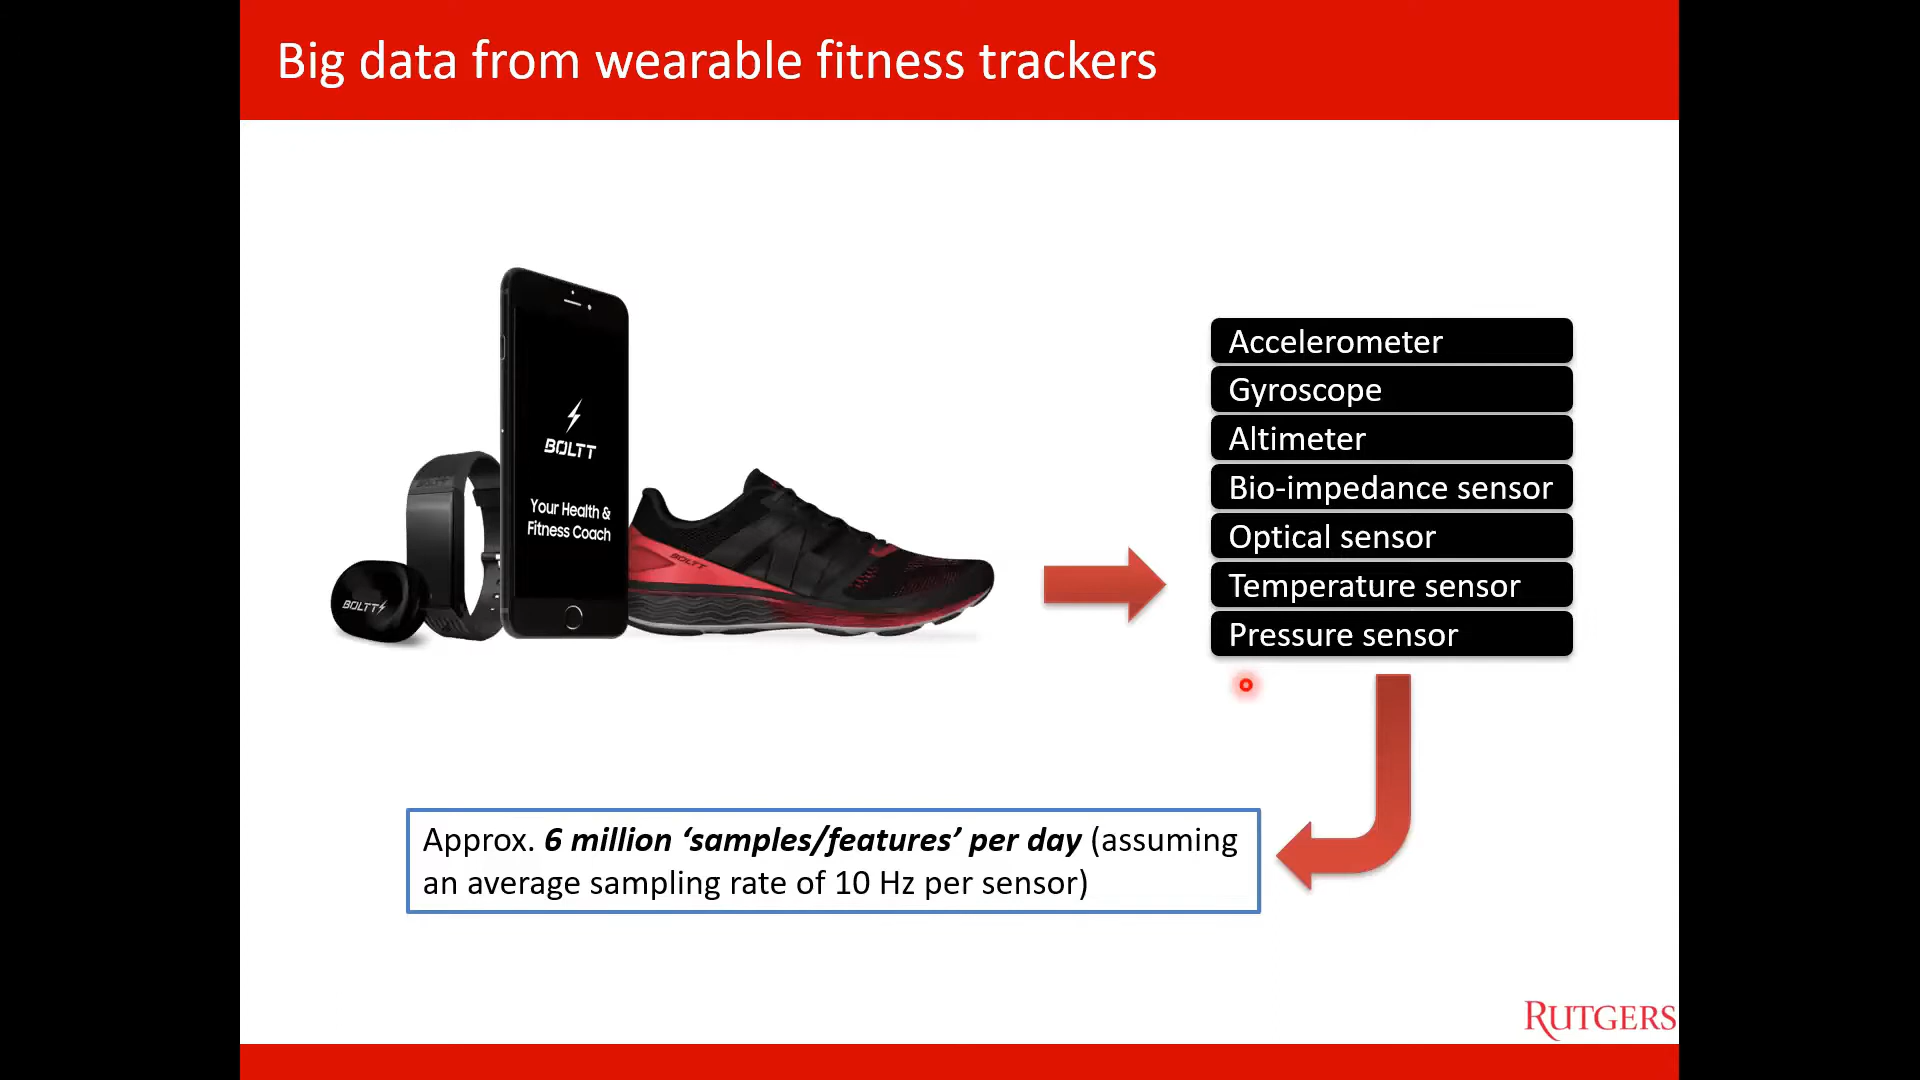 Big data from wearable fitness trackers
BOLTT
Your Health &
Fitness Coach
BOLTT
BOLTT
Accelerometer
Gyroscope
Altimeter
Bio-impedance sensor
Optical sensor
Temperature sensor
Pressure sensor
Approx. 6 million ‘samples/features’ per day (assuming
an average sampling rate of 10 Hz per sensor)
RUTGERS